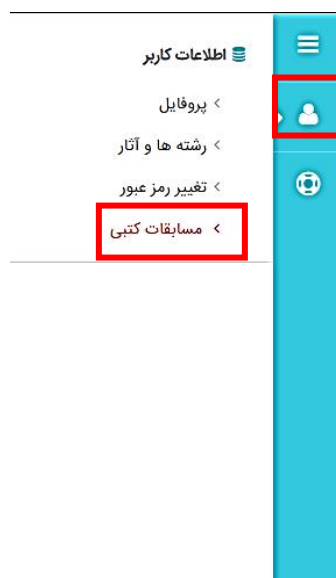 اطلاعات کاربر
پروفایل
رشته ها و آثار
تغییر رمز عبور
مسابقات کتبی